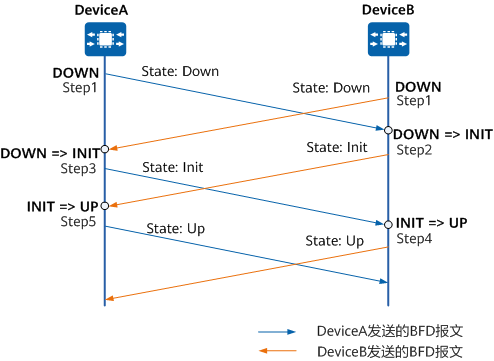 DeviceA
DeviceB
DOWN
Step1
State: Down
State: Down
DOWN
Step1
DOWN => INIT
Step2
DOWN => INIT
Step3
State: Init
State: Init
INIT => UP
Step5
INIT => UP
Step4
State: Up
State: Up
DeviceA发送的BFD报文
DeviceB发送的BFD报文